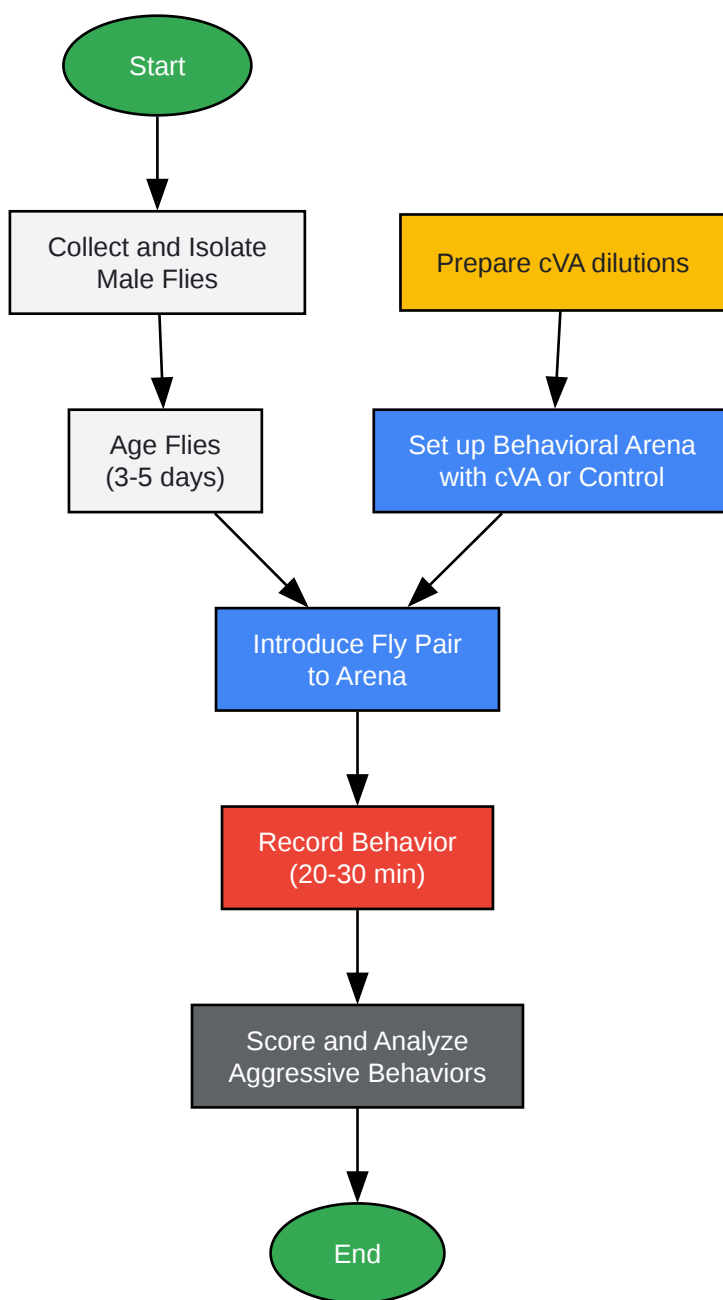 Start
Collect and Isolate
Male Flies
Prepare cVA dilutions
Age Flies
(3-5 days)
Set up Behavioral Arena
with cVA or Control
Introduce Fly Pair
to Arena
Record Behavior
(20-30 min)
Score and Analyze
Aggressive Behaviors
End